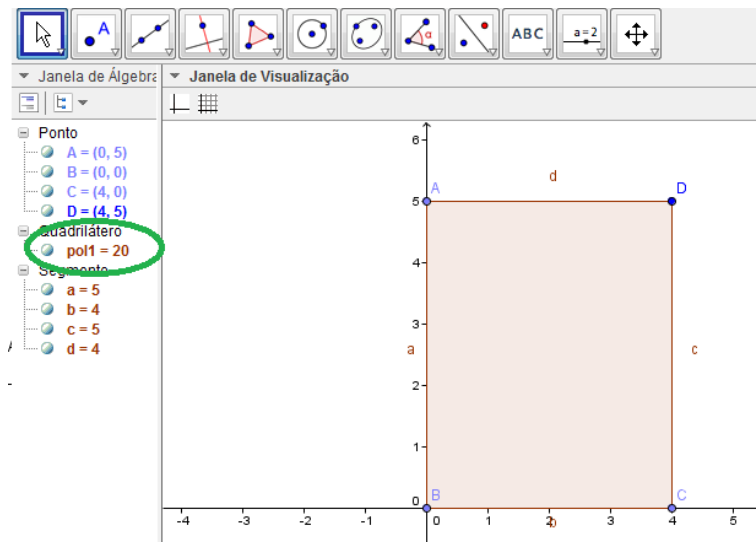 A
α
ABC
a=2
Janela de Álgebra
Janela de Visualização
Ponto
A = (0, 5)
B = (0, 0)
C = (4, 0)
D = (4, 5)
Quadrilátero
pol1 = 20
Segmento
a = 5
b = 4
c = 5
d = 4
6
d
A
D
5
4
3
a
c
2
1
0
B
C
-4
-3
-2
-1
0
1
2
b
3
4
5